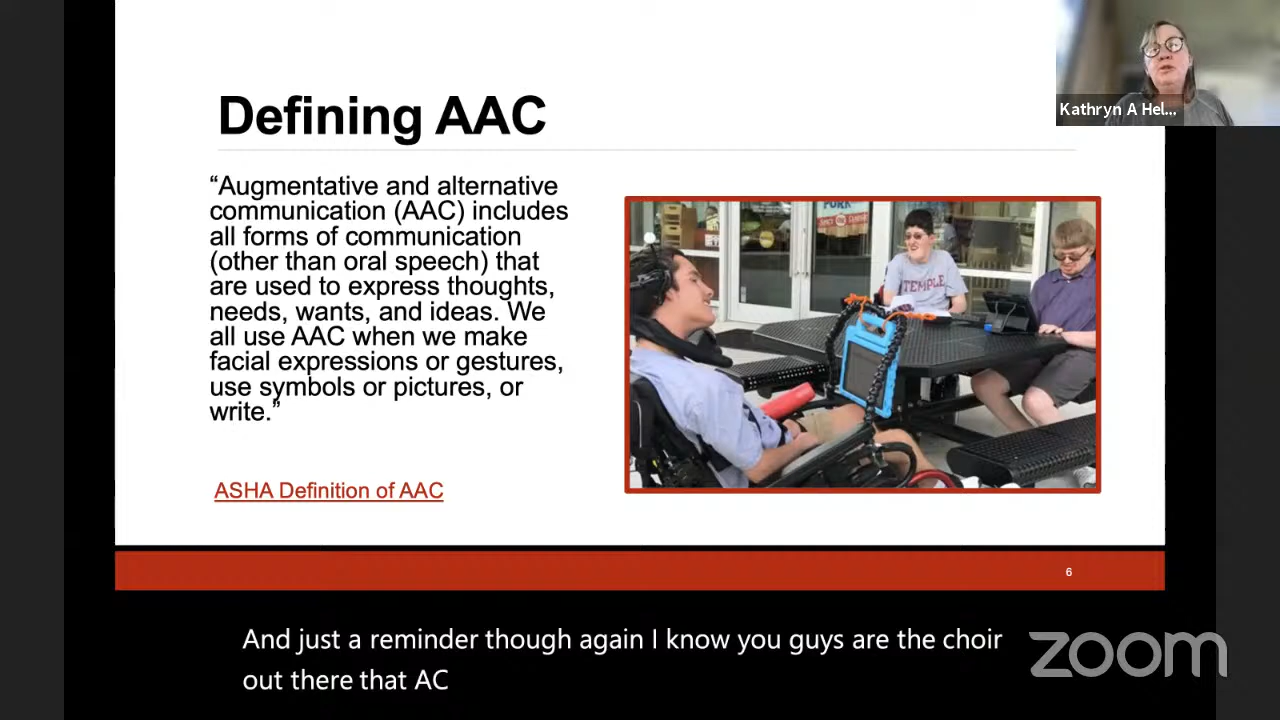 Defining AAC
Kathryn A Hel...
“Augmentative and alternative
communication (AAC) includes
all forms of communication
(other than oral speech) that
are used to express thoughts,
needs, wants, and ideas. We
all use AAC when we make
facial expressions or gestures,
use symbols or pictures, or
write.”
TEMPLE
ASHA Definition of AAC
6
And just a reminder though again I know you guys are the choir
out there that AC
zoom